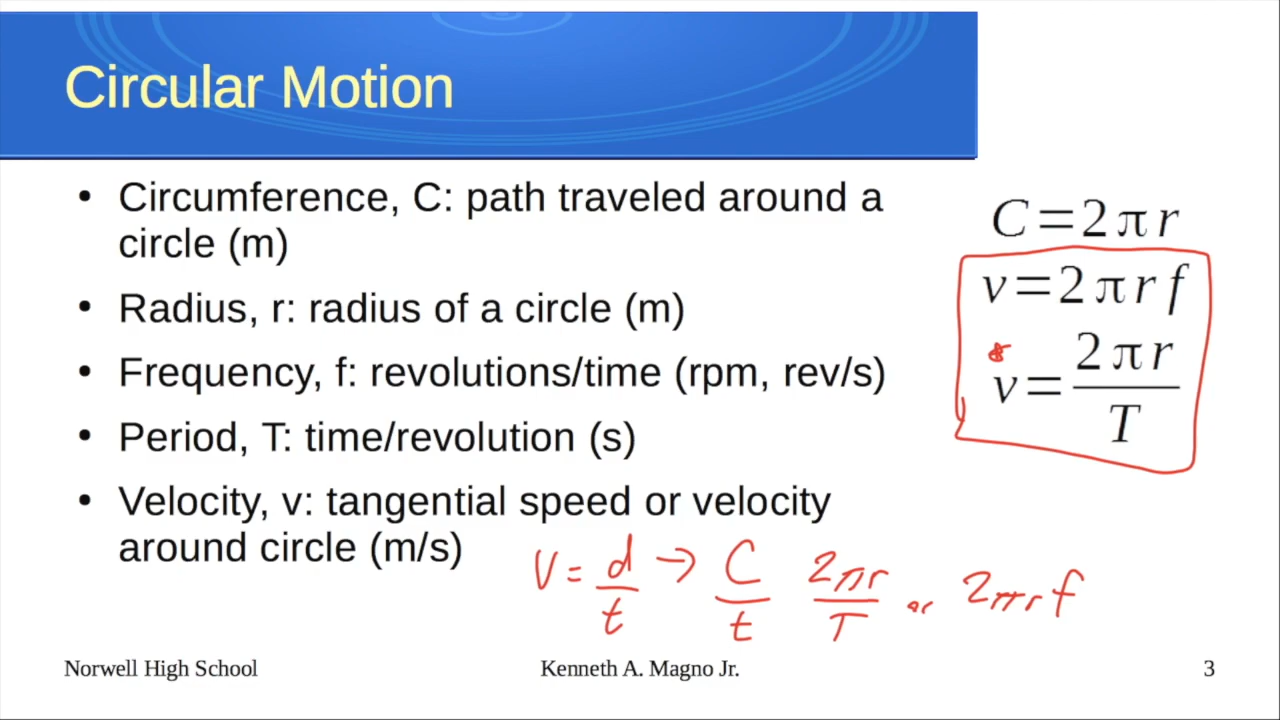 Circular Motion
• Circumference, C: path traveled around a
circle (m)
• Radius, r: radius of a circle (m)
• Frequency, f: revolutions/time (rpm, rev/s)
• Period, T: time/revolution (s)
• Velocity, v: tangential speed or velocity
around circle (m/s)
C=2πr
v=2πrf
* v=2πr/T
V = d/t → C/t 2πr/T or 2πrf
Norwell High School
Kenneth A. Magno Jr.
3